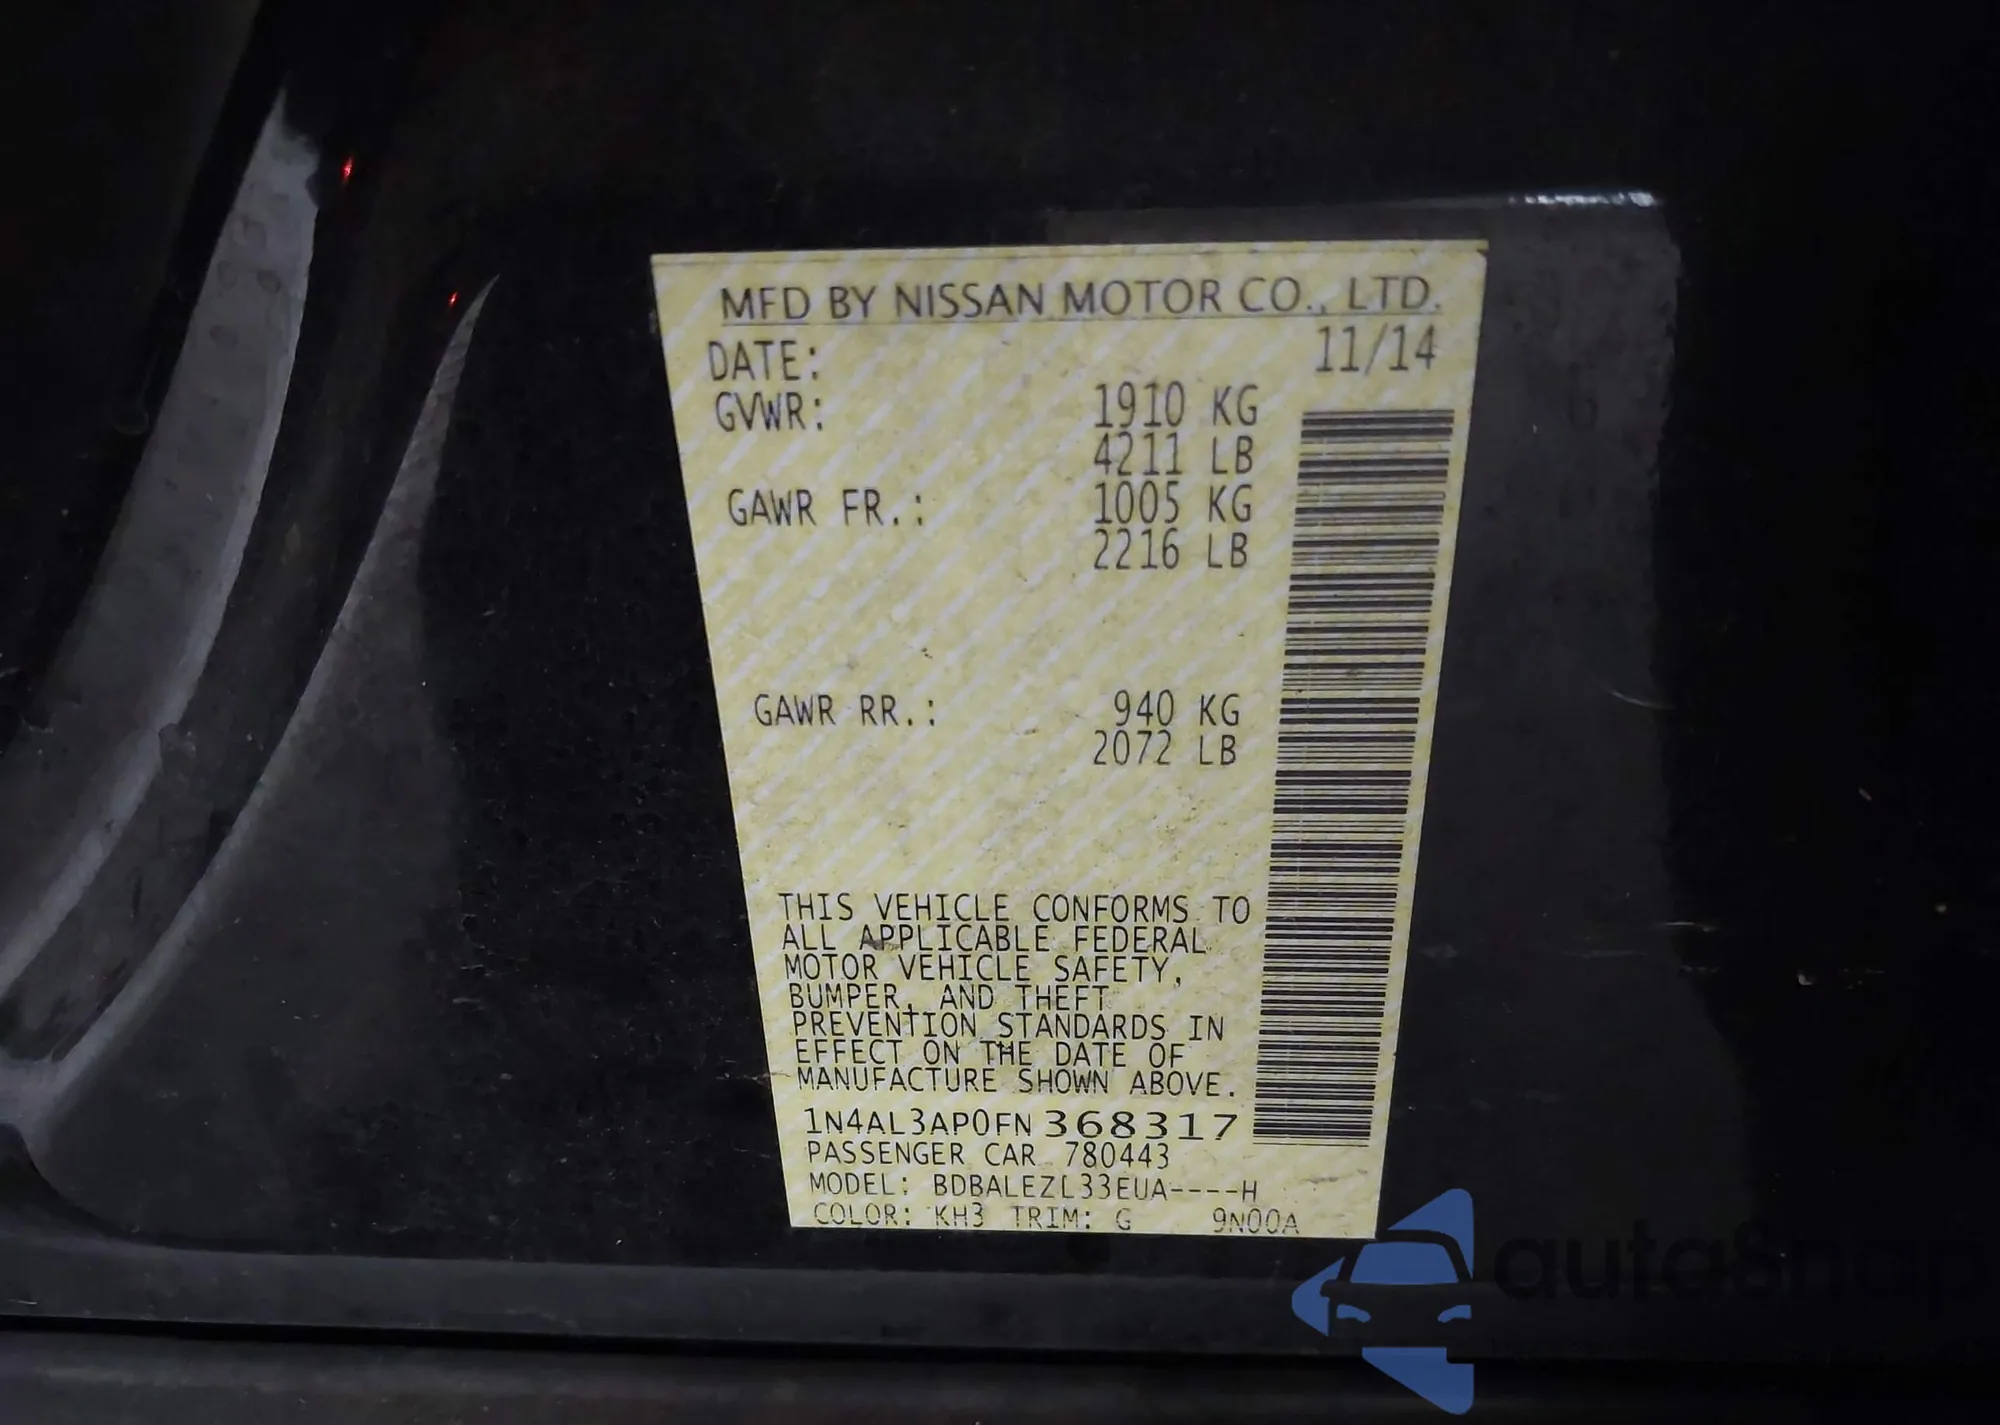 MFD BY NISSAN MOTOR CO., LTD.
DATE: 11/14
GVWR: 1910 KG
4211 LB
GAWR FR.: 1005 KG
2216 LB
GAWR RR.: 940 KG
2072 LB
THIS VEHICLE CONFORMS TO
ALL APPLICABLE FEDERAL
MOTOR VEHICLE SAFETY,
BUMPER, AND THEFT
PREVENTION STANDARDS IN
EFFECT ON THE DATE OF
MANUFACTURE SHOWN ABOVE.
1N4AL3AP0FN 368317
PASSENGER CAR 780443
MODEL: BDBALEZL33EUA----H
COLOR: KH3 TRIM: G 9N00A